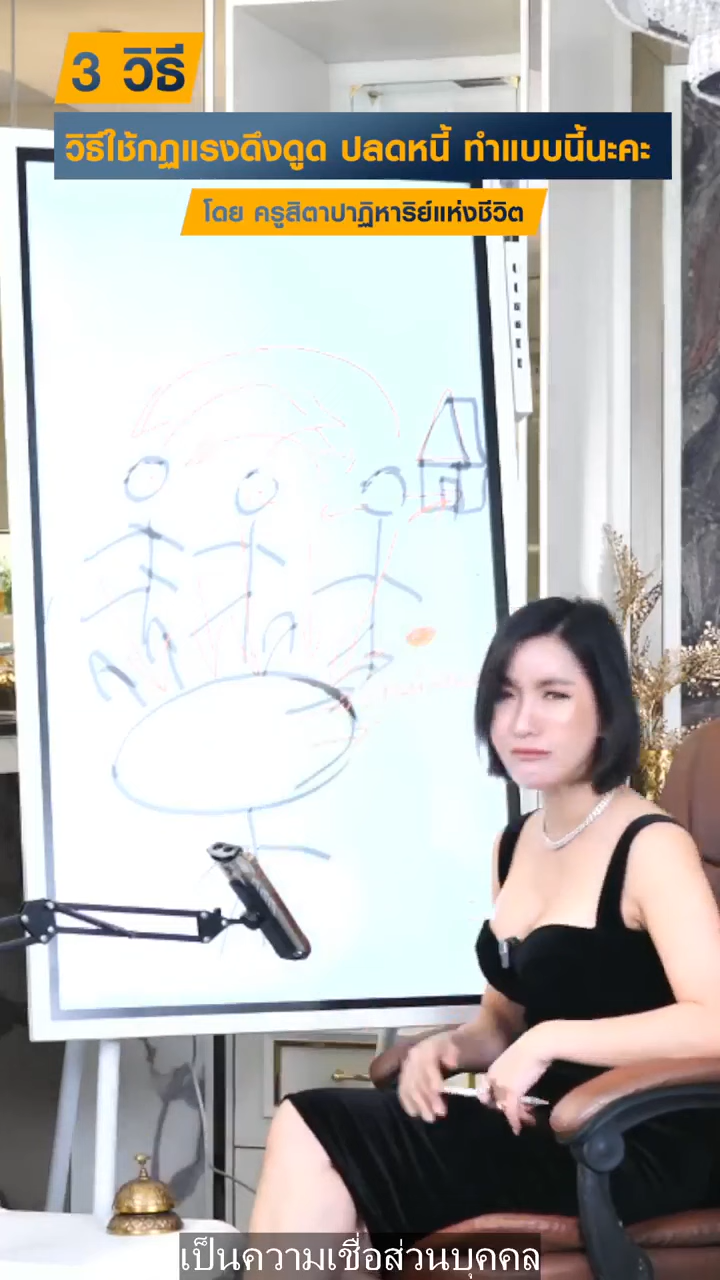 3 วิธี
วิธีใช้กฏแรงดึงดูด ปลดหนี้ ทำแบบนี้นะคะ
โดย ครูสิตาปาฏิหาริย์แห่งชีวิต
เป็นความเชื่อส่วนบุคคล